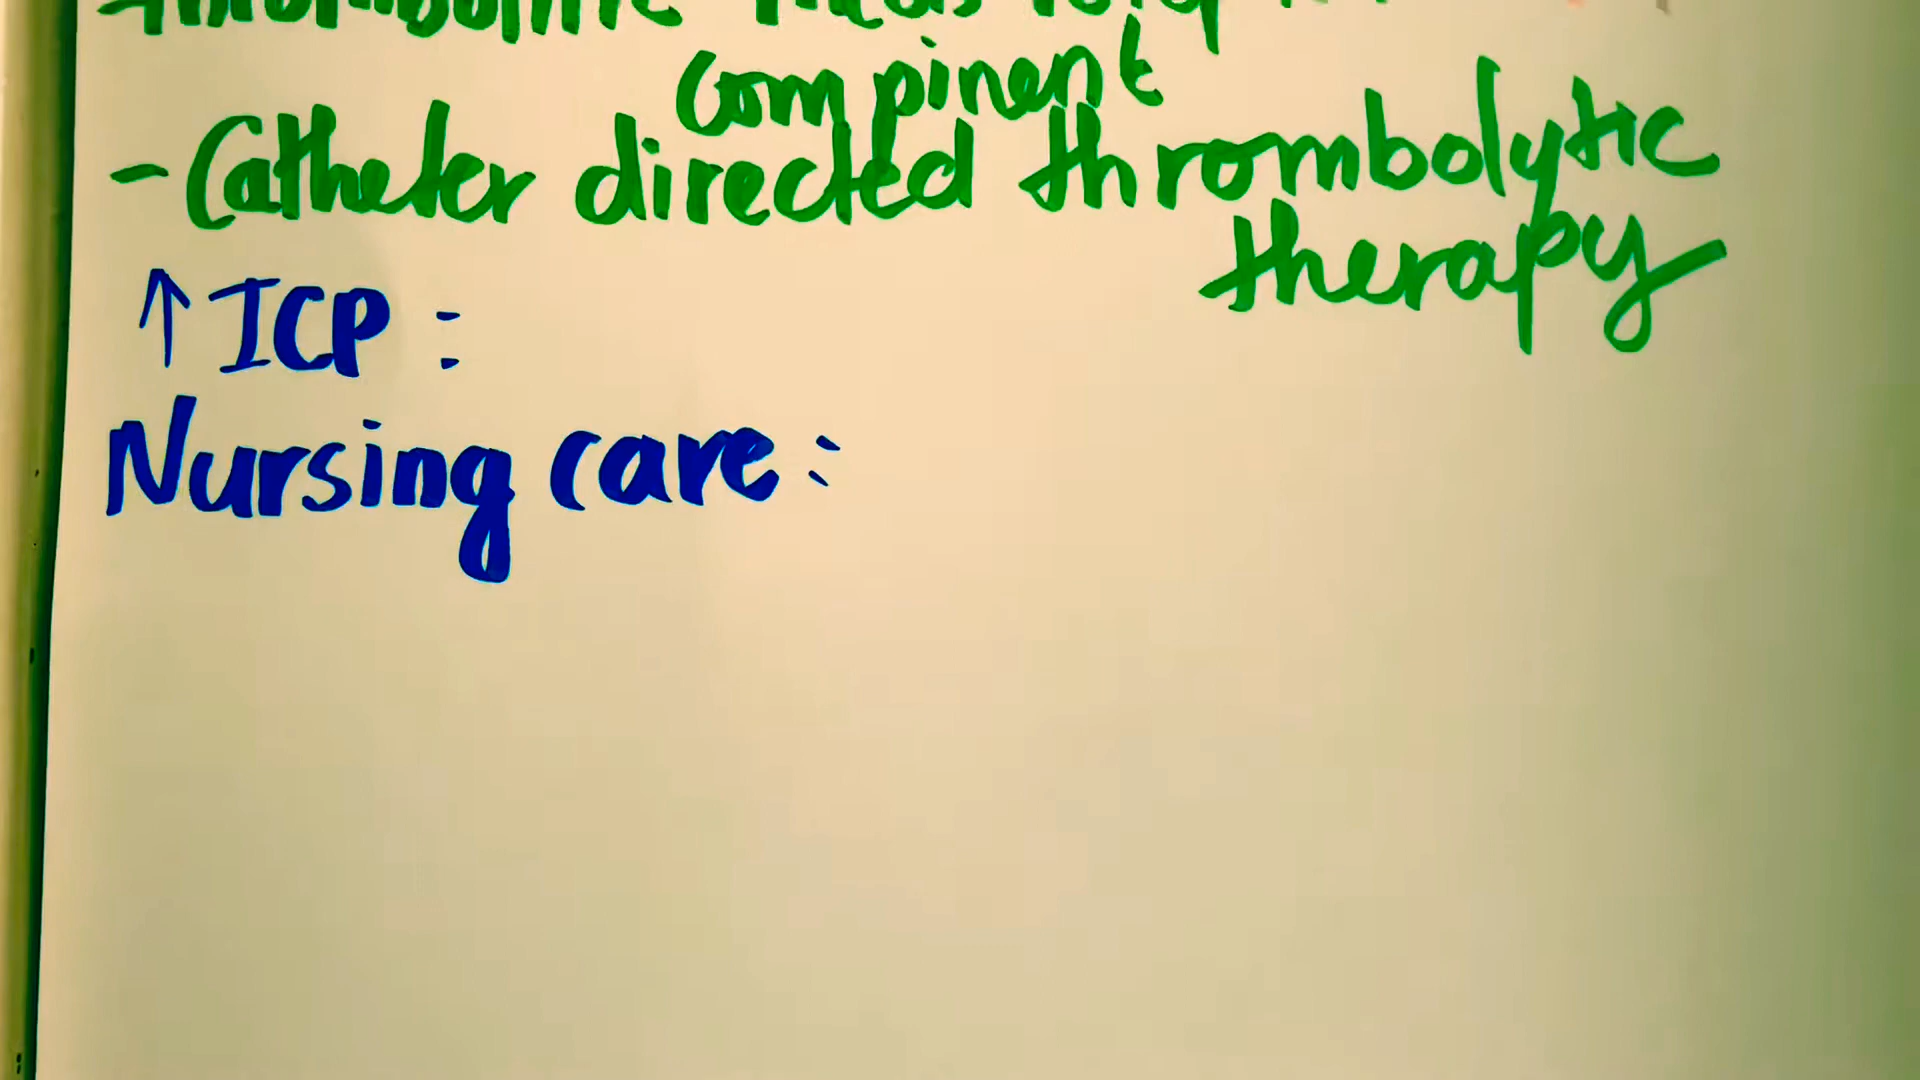 compinent
- Catheter directed thrombolytic
therapy
↑ ICP :
Nursing care :